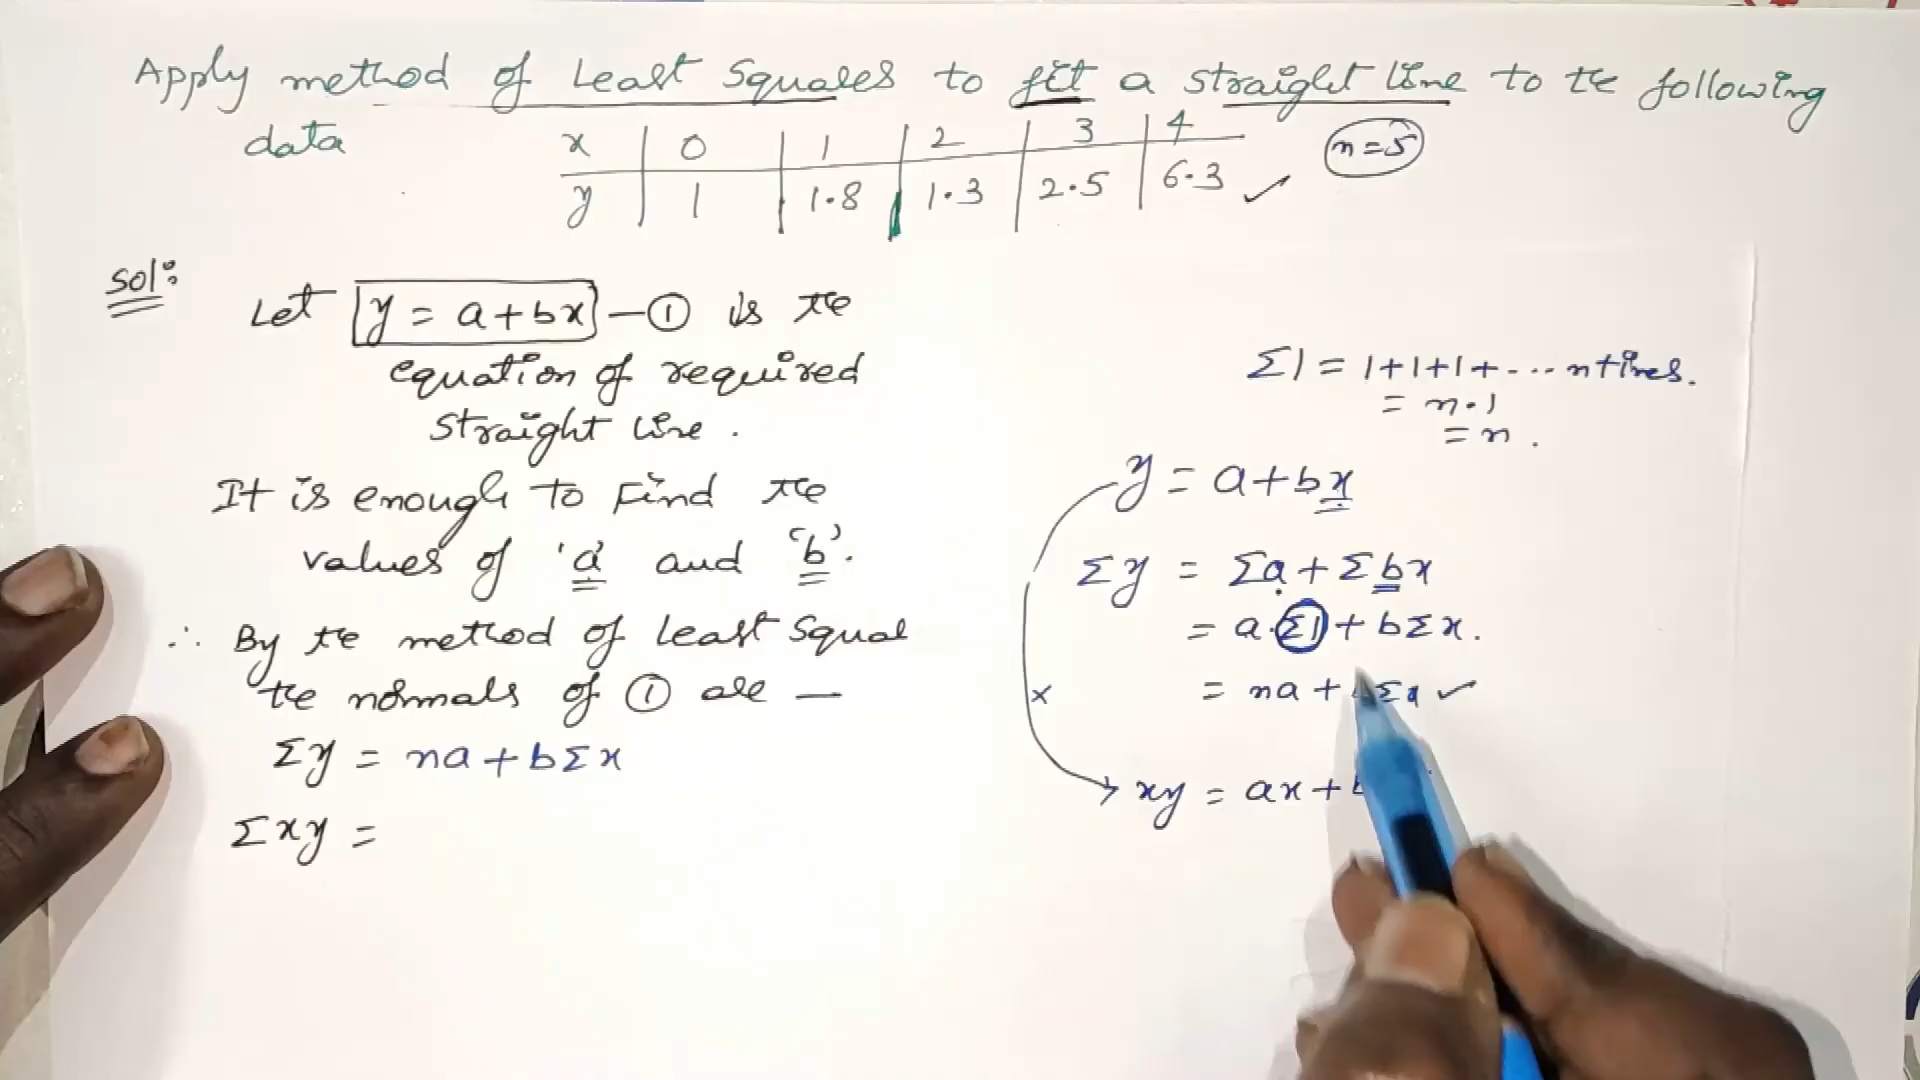 Apply method of Least Squares to fit a straight line to the following
data
x 0 1 2 3 4
n = 5
y 1 1.8 1.3 2.5 6.3 ✓
Sol:
Let y = a+bx — ① is the
equation of required
straight line.
It is enough to find the
values of 'a' and 'b'.
∴ By the method of least squal
the normals of ① are —
Σy = na + bΣx
Σxy =
Σ1 = 1+1+1+--- n times.
= n·1
= n.
y = a+bx
Σy = Σa + Σbx
= a·Σ1 + bΣx.
= na + Σx ✓
x
xy = ax +